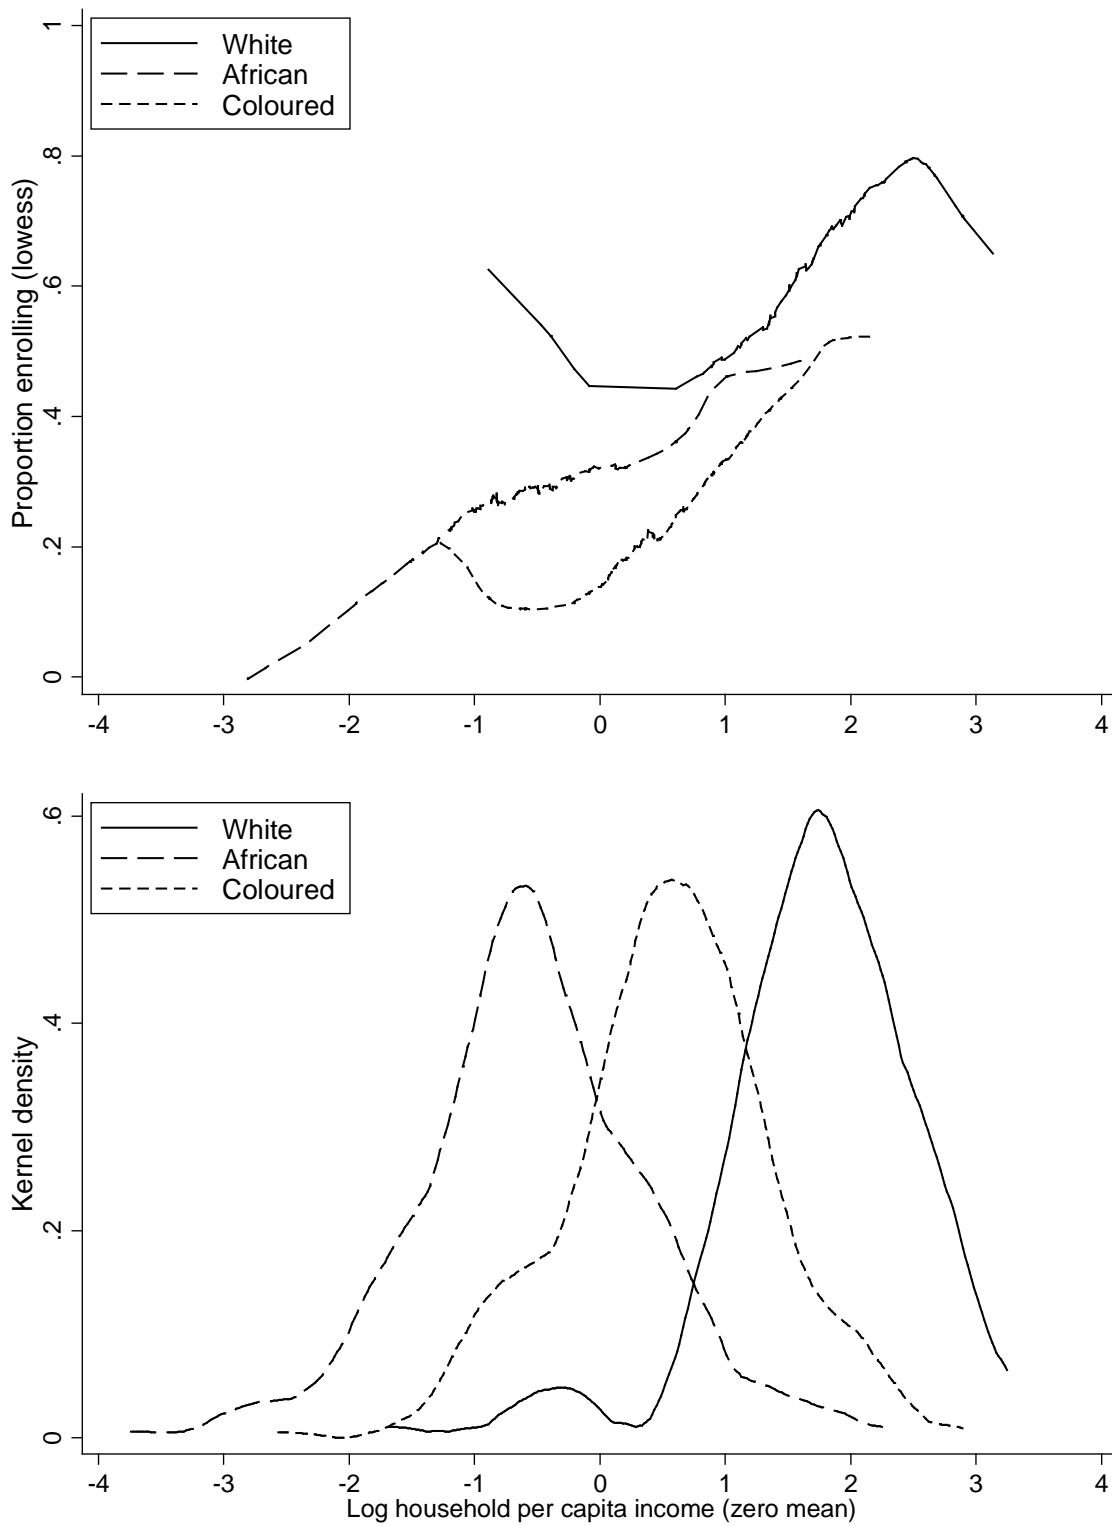 1
.8
.6
.4
.2
0
Proportion enrolling (lowess)
White
African
Coloured
-4 -3 -2 -1 0 1 2 3 4
.6
.4
.2
0
Kernel density
White
African
Coloured
-4 -3 -2 -1 0 1 2 3 4
Log household per capita income (zero mean)